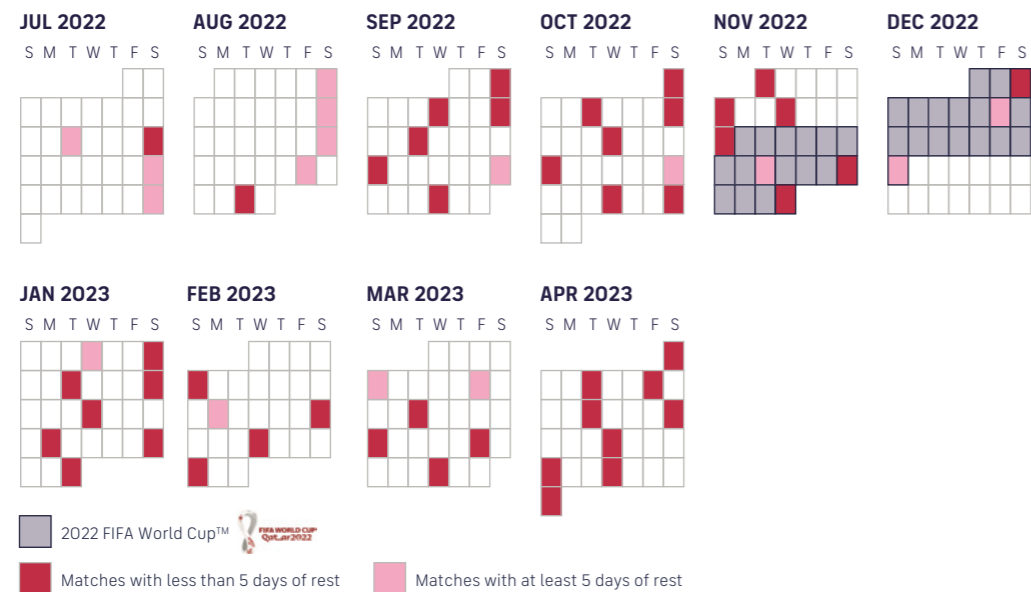 JUL 2022 AUG 2022 SEP 2022 OCT 2022 NOV 2022 DEC 2022
S M T W T F S S M T W T F S S M T W T F S S M T W T F S S M T W T F S S M T W T F S
JAN 2023 FEB 2023 MAR 2023 APR 2023
S M T W T F S S M T W T F S S M T W T F S S M T W T F S
2022 FIFA World Cup™ FIFA WORLD CUP
Qatar2022
Matches with less than 5 days of rest Matches with at least 5 days of rest